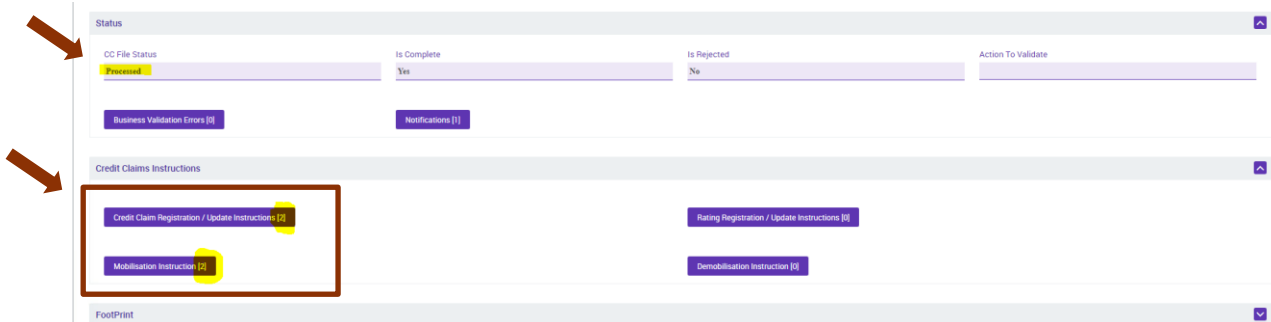 Status
CC File Status Is Complete Is Rejected Action To Validate
Processed Yes No
Business Validation Errors [0] Notifications [1]
Credit Claims Instructions
Credit Claim Registration / Update Instructions [2] Rating Registration / Update Instructions [0]
Mobilisation Instruction [2] Demobilisation Instruction [0]
FootPrint